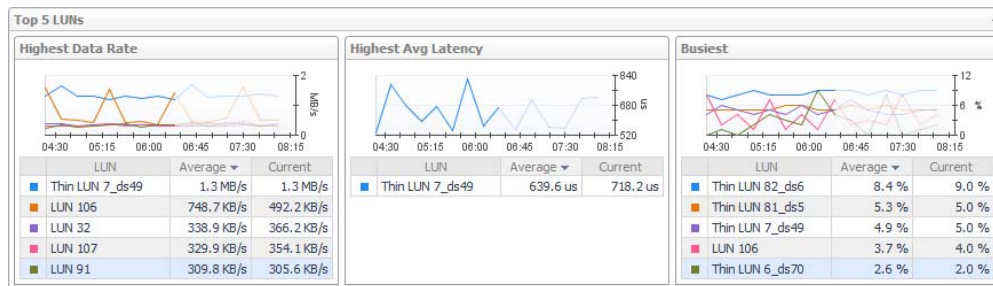 Top 5 LUNs
Highest Data Rate
2
MB/s
0
04:30 05:15 06:00 06:45 07:30 08:15
LUN Average Current
Thin LUN 7_ds49 1.3 MB/s 1.3 MB/s
LUN 106 748.7 KB/s 492.2 KB/s
LUN 32 338.9 KB/s 366.2 KB/s
LUN 107 329.9 KB/s 354.1 KB/s
LUN 91 309.8 KB/s 305.6 KB/s
Highest Avg Latency
840
680 us
520
04:30 05:15 06:00 06:45 07:30 08:15
LUN Average Current
Thin LUN 7_ds49 639.6 us 718.2 us
Busiest
12
6 %
0
04:30 05:15 06:00 06:45 07:30 08:15
LUN Average Current
Thin LUN 82_ds6 8.4 % 9.0 %
Thin LUN 81_ds5 5.3 % 5.0 %
Thin LUN 7_ds49 4.9 % 5.0 %
LUN 106 3.7 % 4.0 %
Thin LUN 6_ds70 2.6 % 2.0 %